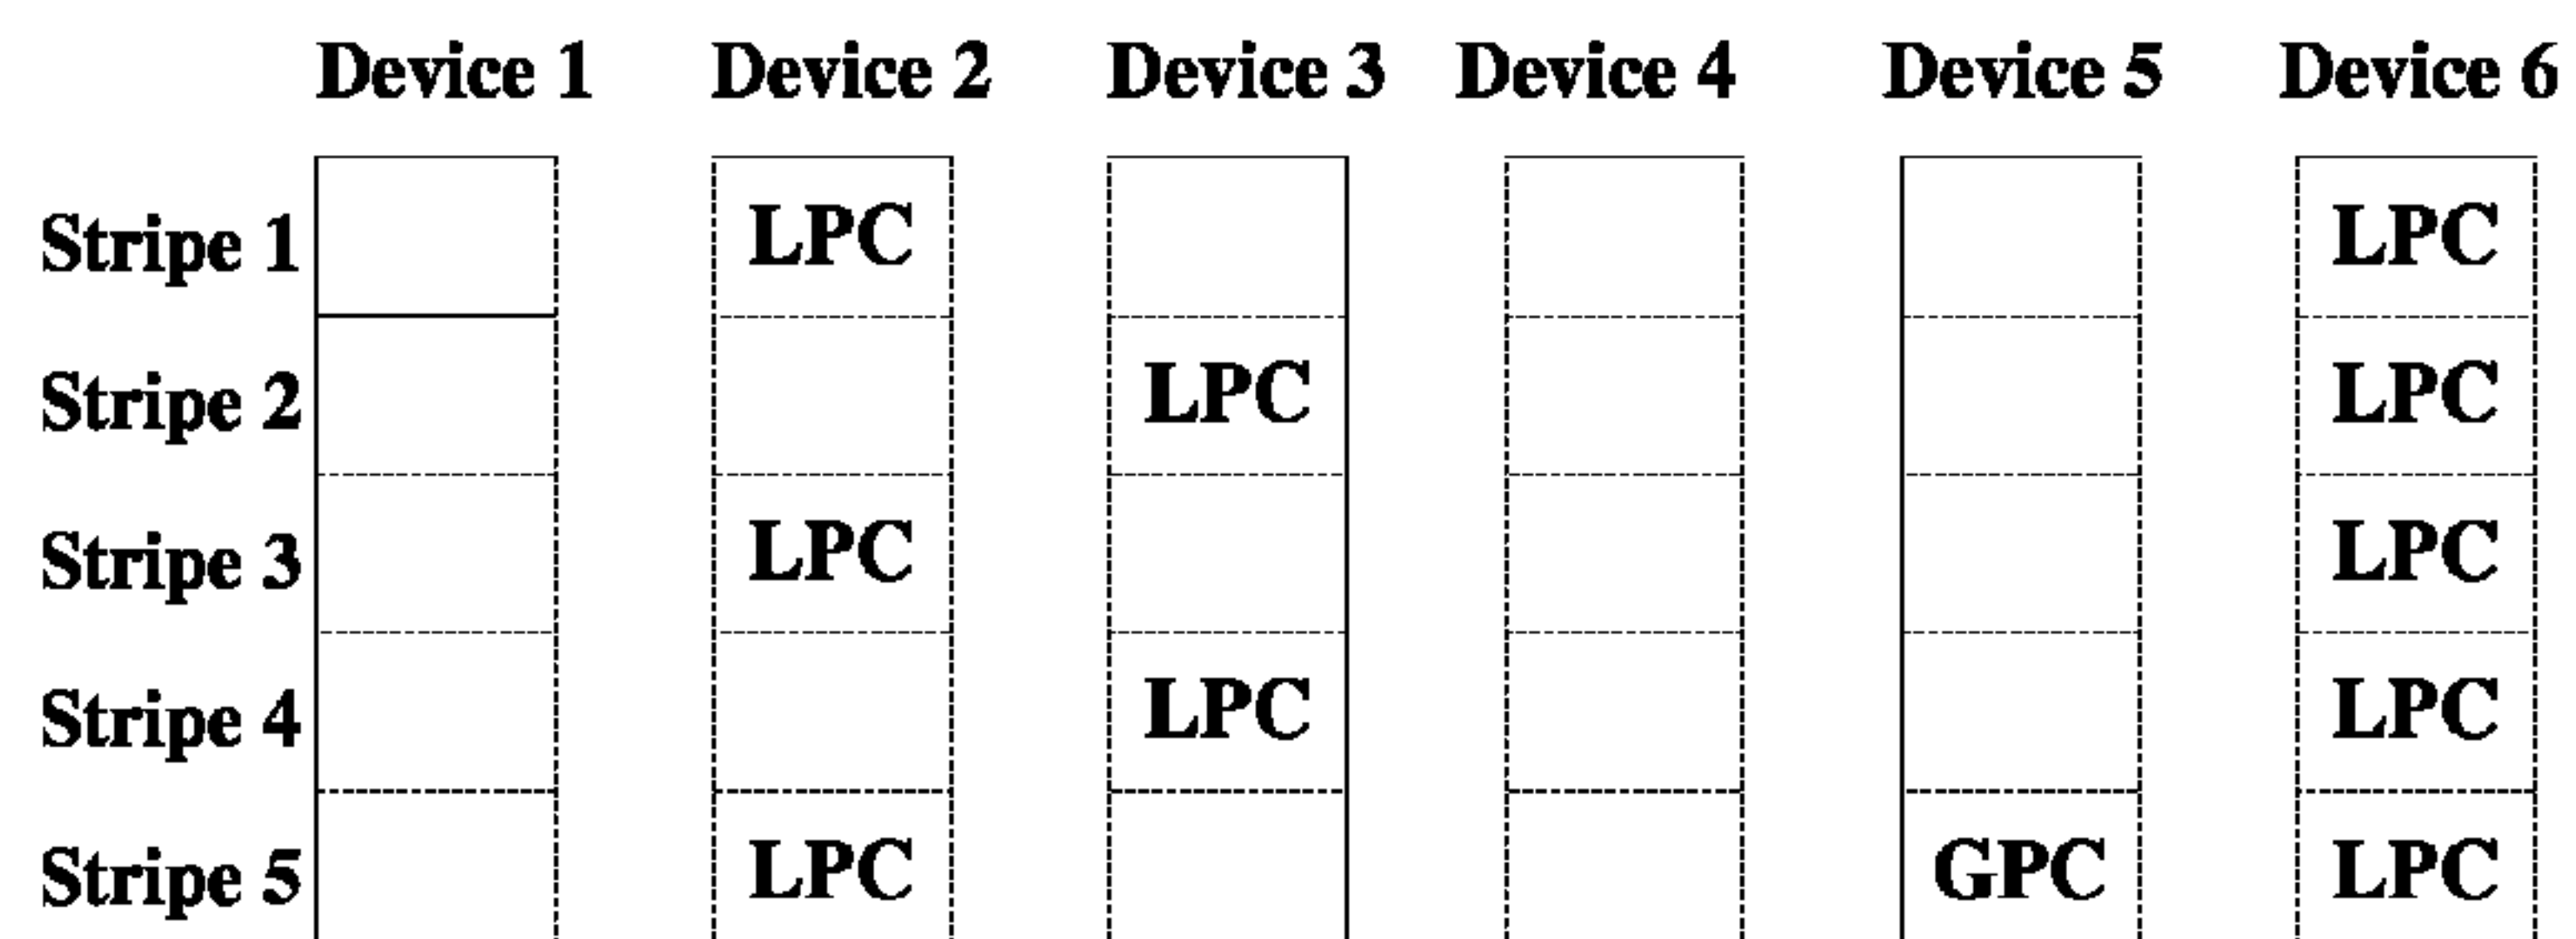 Device 1 Device 2 Device 3 Device 4 Device 5 Device 6
Stripe 1 LPC LPC
Stripe 2 LPC LPC
Stripe 3 LPC LPC
Stripe 4 LPC LPC
Stripe 5 LPC GPC LPC